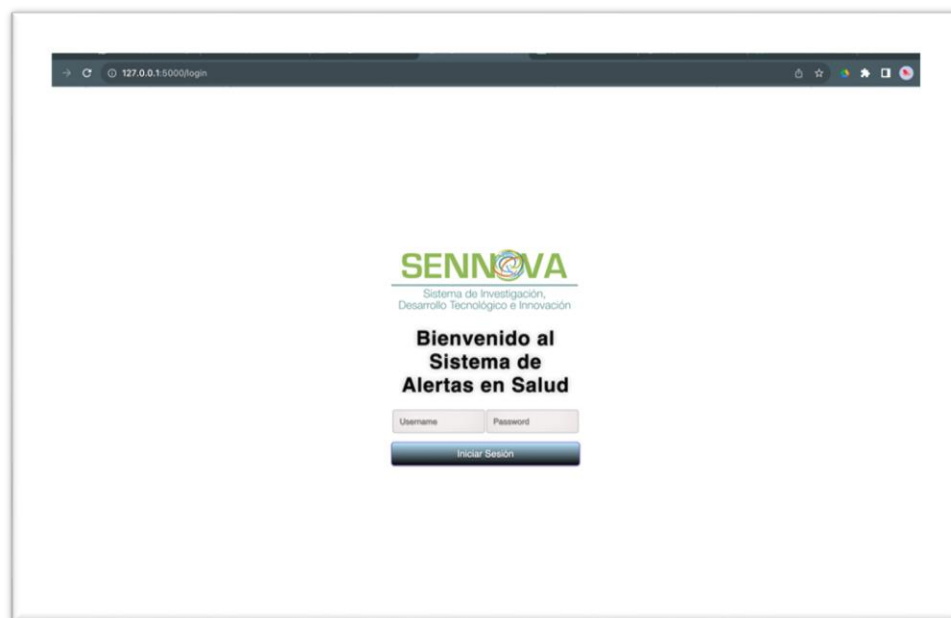 127.0.0.1:5000/login
SENNOVA
Sistema de Investigación,
Desarrollo Tecnológico e Innovación
Bienvenido al
Sistema de
Alertas en Salud
Username Password
Iniciar Sesión